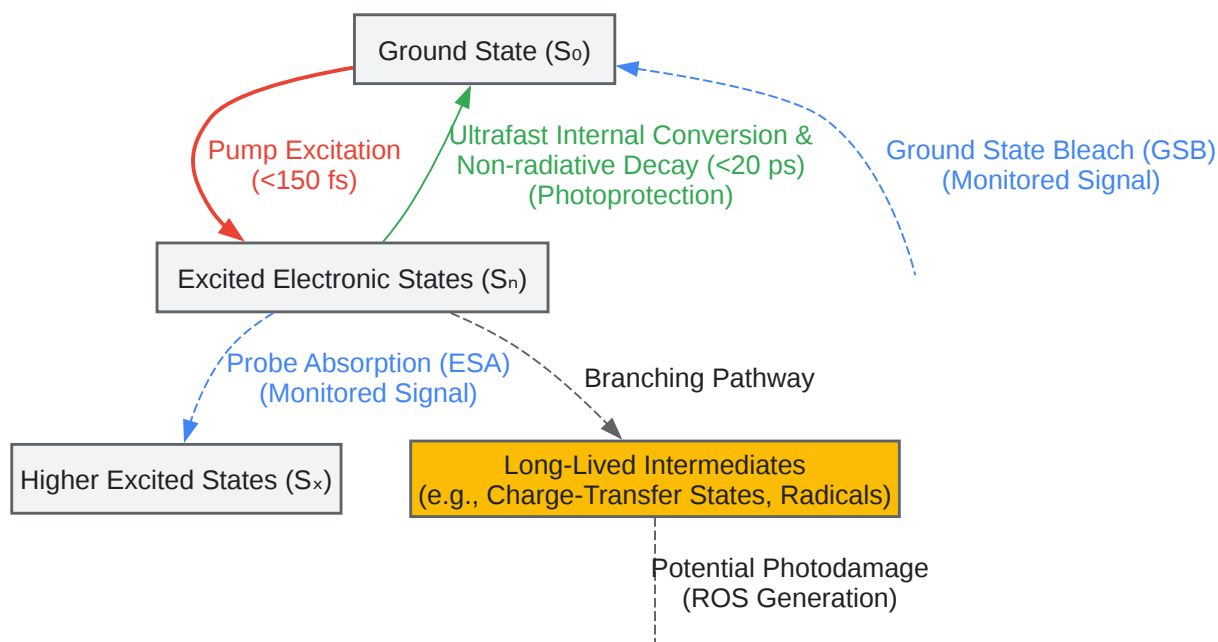 Ground State (S₀)
Pump Excitation
(<150 fs)
Ultrafast Internal Conversion &
Non-radiative Decay (<20 ps)
(Photoprotection)
Ground State Bleach (GSB)
(Monitored Signal)
Excited Electronic States (Sₙ)
Probe Absorption (ESA)
(Monitored Signal)
Branching Pathway
Higher Excited States (Sₓ)
Long-Lived Intermediates
(e.g., Charge-Transfer States, Radicals)
Potential Photodamage
(ROS Generation)